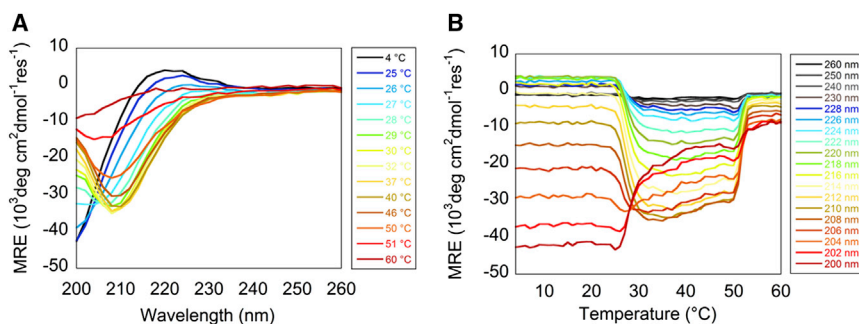 A
MRE (10³deg cm²dmol⁻¹res⁻¹)
10
0
-10
-20
-30
-40
-50
200 210 220 230 240 250 260
Wavelength (nm)
4 °C
25 °C
26 °C
27 °C
28 °C
29 °C
30 °C
32 °C
37 °C
40 °C
46 °C
50 °C
51 °C
60 °C
B
MRE (10³deg cm²dmol⁻¹res⁻¹)
10
0
-10
-20
-30
-40
-50
10 20 30 40 50 60
Temperature (°C)
260 nm
250 nm
240 nm
230 nm
228 nm
226 nm
224 nm
222 nm
220 nm
218 nm
216 nm
214 nm
212 nm
210 nm
208 nm
206 nm
204 nm
202 nm
200 nm